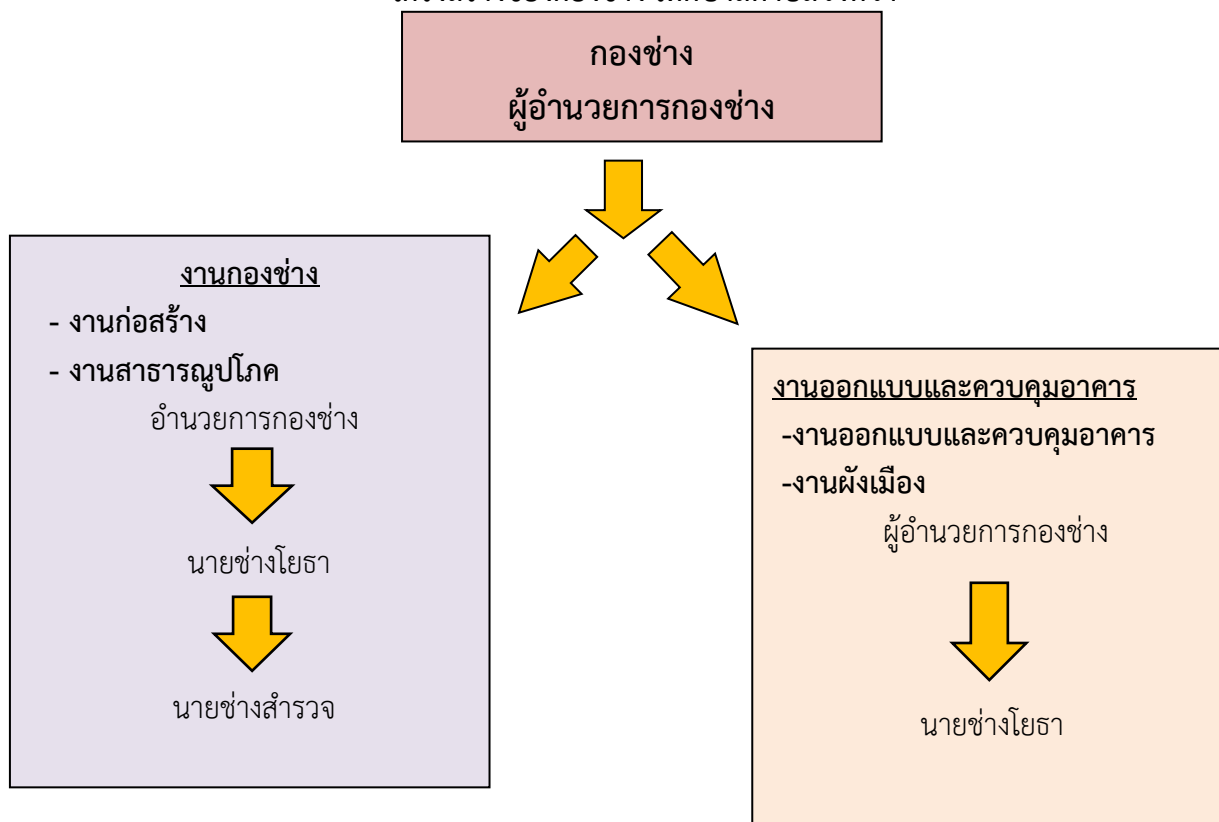 กองช่าง
ผู้อำนวยการกองช่าง
งานกองช่าง
- งานก่อสร้าง
- งานสาธารณูปโภค
อำนวยการกองช่าง
นายช่างโยธา
นายช่างสำรวจ
งานออกแบบและควบคุมอาคาร
-งานออกแบบและควบคุมอาคาร
-งานผังเมือง
ผู้อำนวยการกองช่าง
นายช่างโยธา